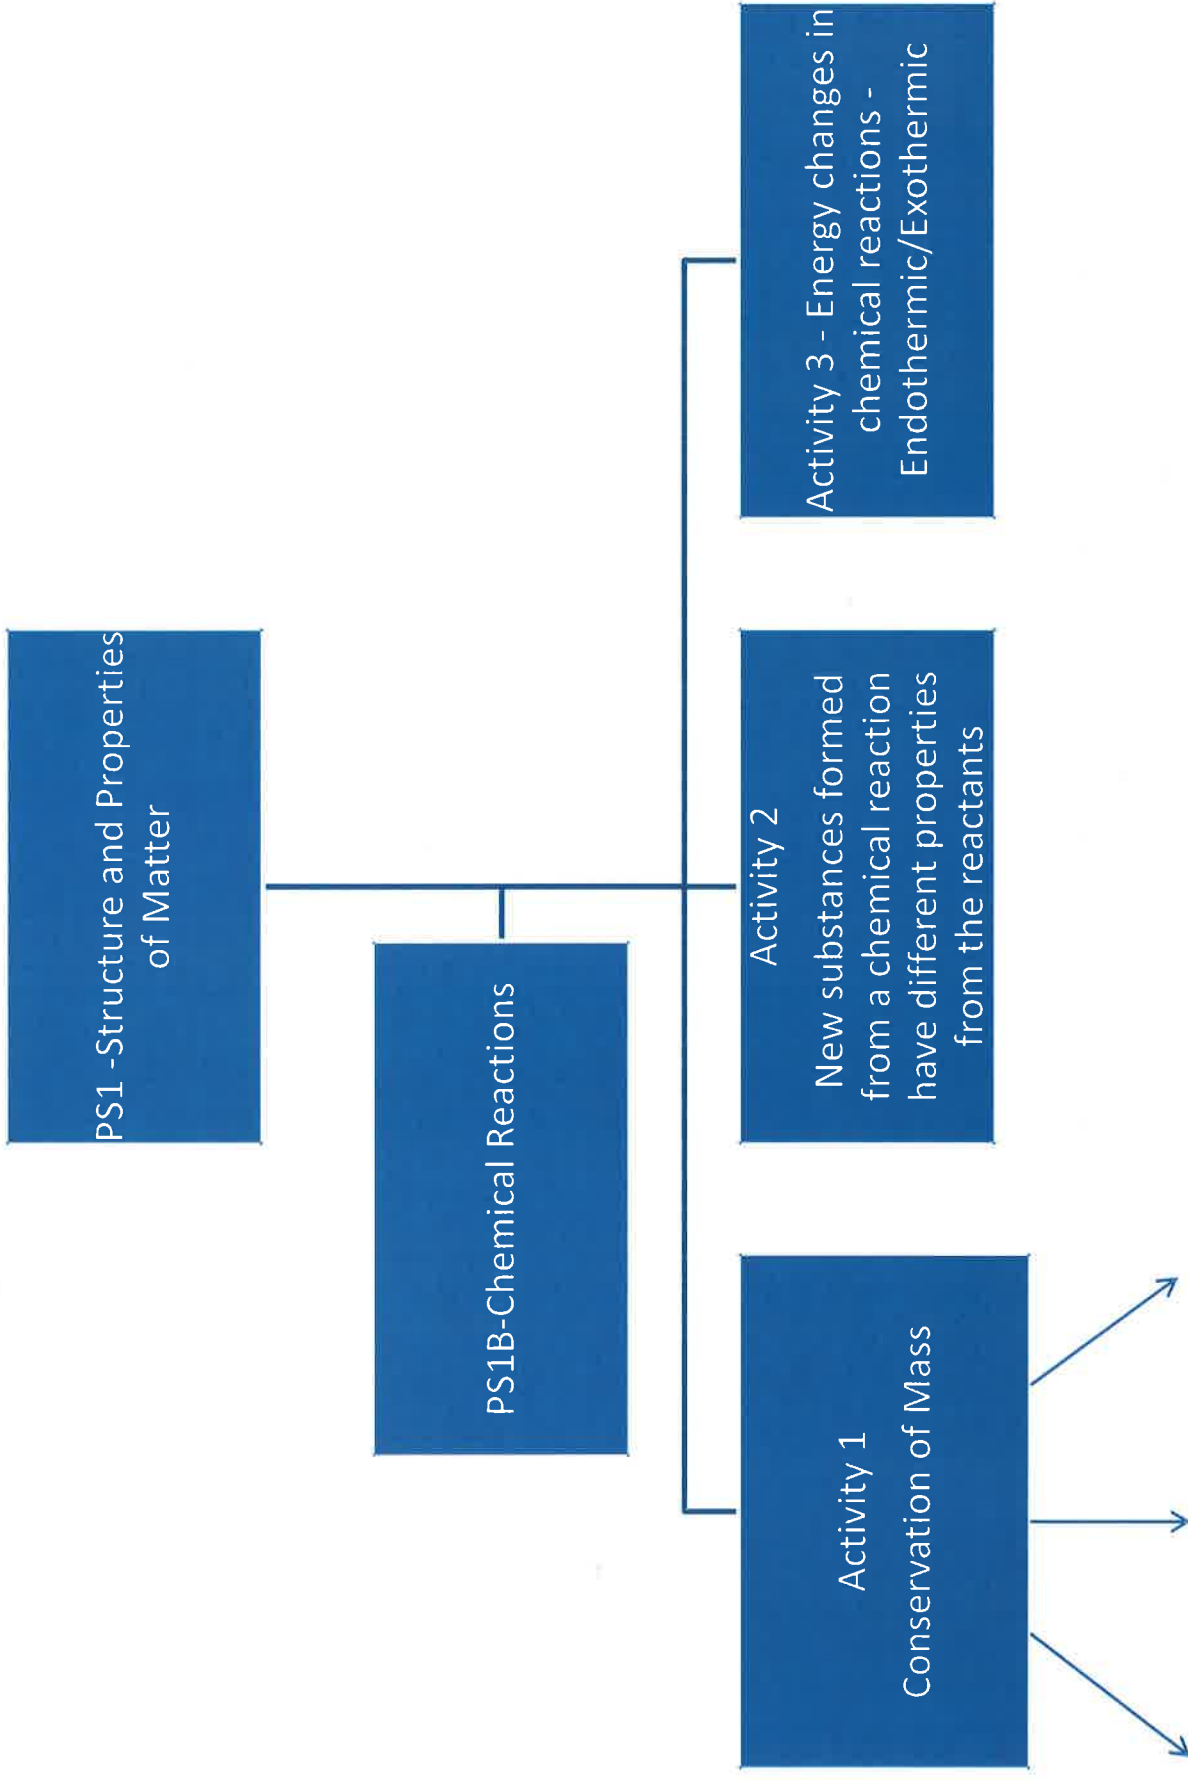 PS1 -Structure and Properties
of Matter
PS1B-Chemical Reactions
Activity 1
Conservation of Mass
Activity 2
New substances formed
from a chemical reaction
have different properties
from the reactants
Activity 3 - Energy changes in
chemical reactions -
Endothermic/Exothermic